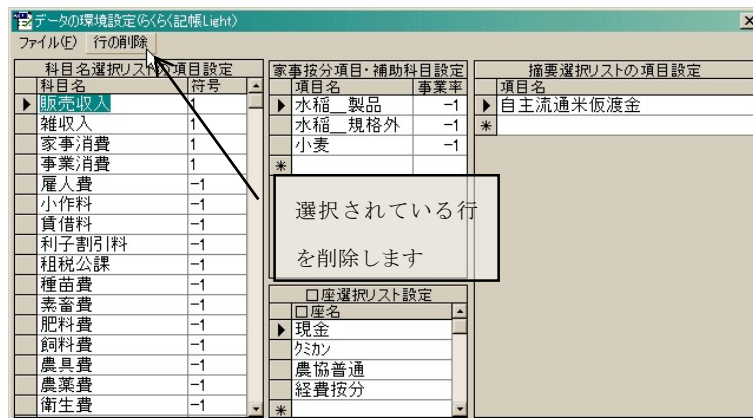 データの環境設定(らくらく記帳Light)
ファイル(F) 行の削除
科目名選択リストの項目設定
科目名 符号
販売収入 1
雑収入 1
家事消費 1
事業消費 1
雇人費 -1
小作料 -1
賃借料 -1
利子割引料 -1
租税公課 -1
種苗費 -1
素畜費 -1
肥料費 -1
飼料費 -1
農具費 -1
農薬費 -1
衛生費 -1
家事按分項目・補助科目設定
項目名 事業率
水稲__製品 -1
水稲__規格外 -1
小麦 -1
選択されている行
を削除します
口座選択リスト設定
口座名
現金
クミカン
農協普通
経費按分
摘要選択リストの項目設定
項目名
自主流通米仮渡金